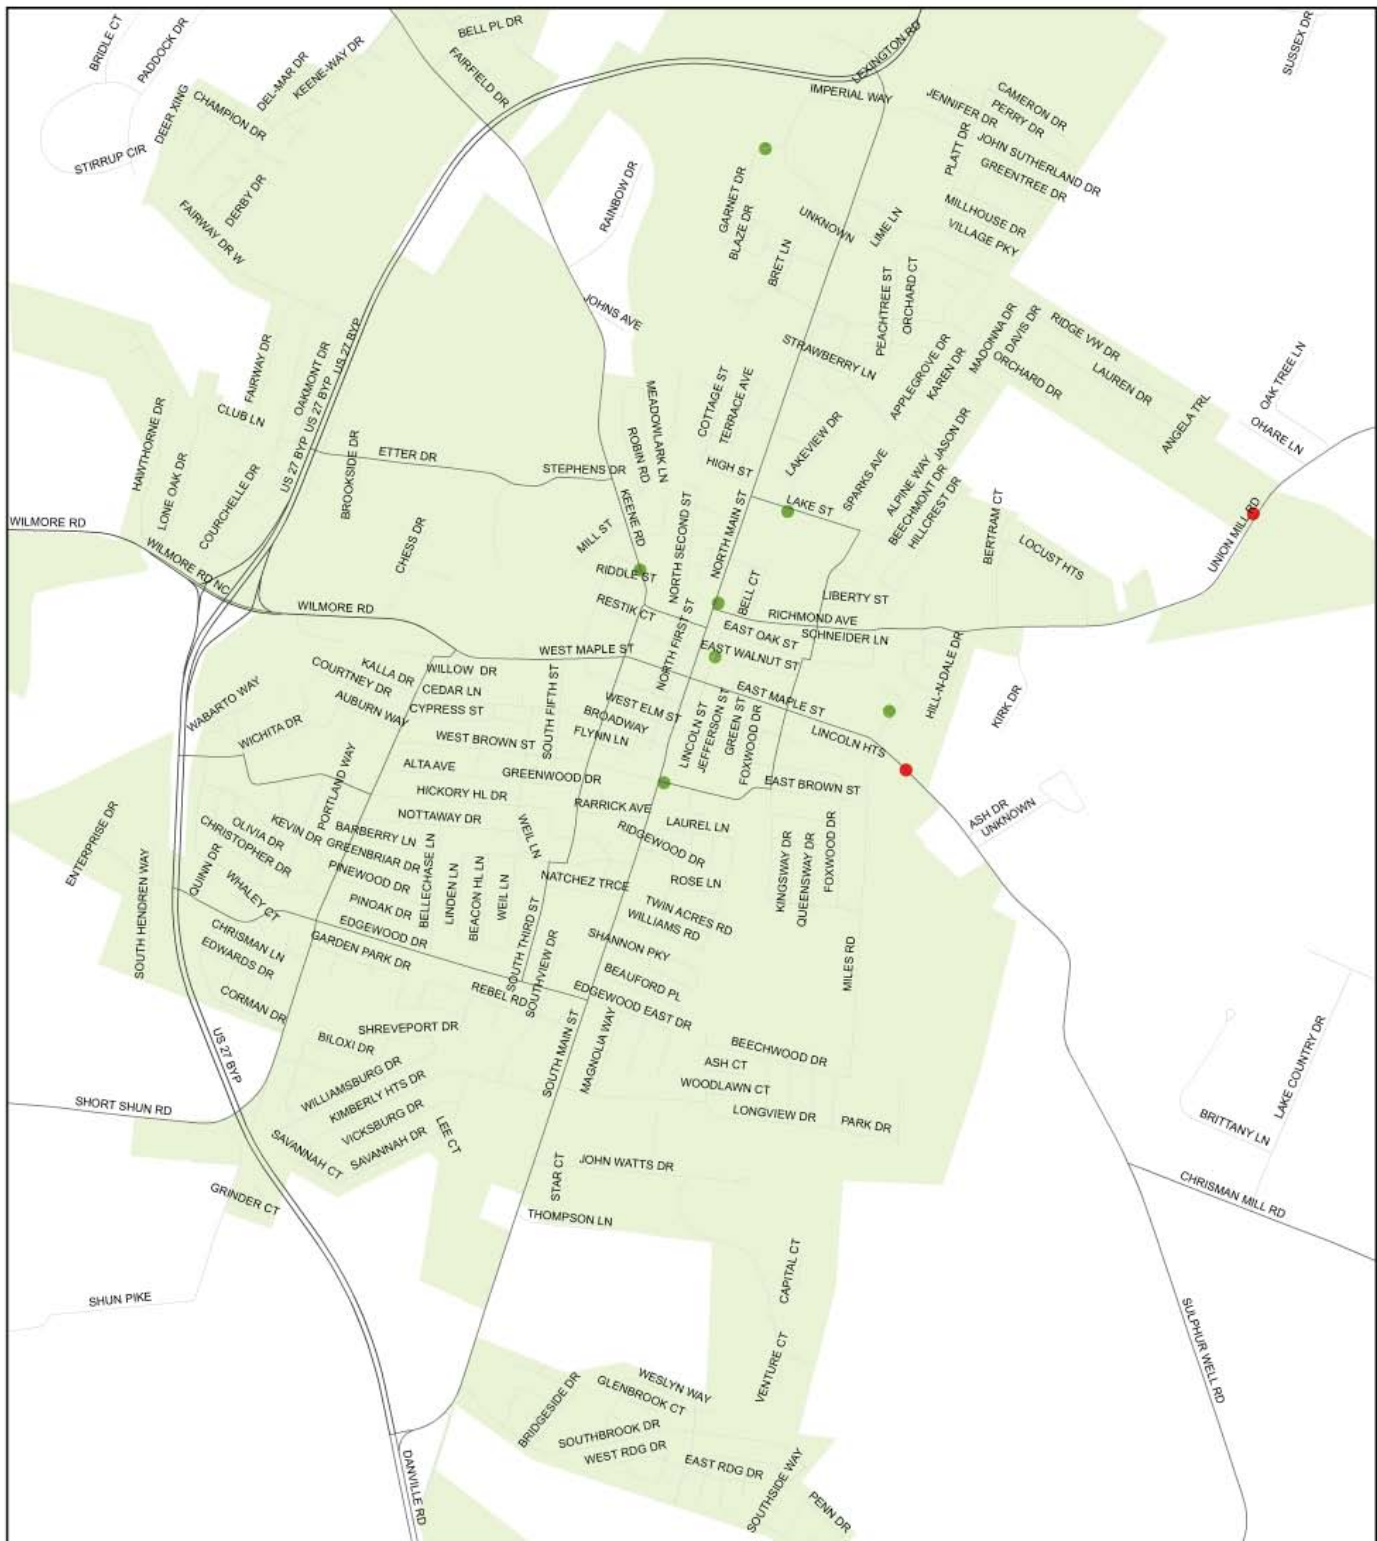 BRIDLE CT
PADDOCK DR
BELL PL DR
LEXINGTON RD
SUSSEX DR
DEL-MAR DR
KEENE-WAY DR
FAIRFIELD DR
DEER XING
CHAMPION DR
STIRRUP CIR
IMPERIAL WAY
JENNIFER DR
CAMERON DR
PERRY DR
PLATT DR
JOHN SUTHERLAND DR
GREENTREE DR
DERBY DR
FAIRWAY DR W
RAINBOW DR
GARNET DR
BLAZE DR
UNKNOWN
LIME LN
MILLHOUSE DR
VILLAGE PKY
BRET LN
PEACHTREE ST
ORCHARD CT
JOHNS AVE
STRAWBERRY LN
MADONNA DR
DAVIS DR
RIDGE VW DR
LAUREN DR
ORCHARD DR
APPLEGROVE DR
KAREN DR
ANGELA TRL
OAK TREE LN
OHARE LN
FAIRWAY DR
OAKMONT DR
US 27 BYP
US 27 BYP
US 27 BYP
CLUB LN
HAWTHORNE DR
LONE OAK DR
COURCHELLE DR
BROOKSIDE DR
ETTER DR
STEPHENS DR
MEADOWLARK LN
ROBIN RD
KEENE RD
COTTAGE ST
TERRACE AVE
HIGH ST
LAKEVIEW DR
LAKE ST
SPARKS AVE
ALPINE WAY
JASON DR
BEECHMONT DR
HILLCREST DR
BERTRAM CT
LOCUST HTS
UNION MILL RD
WILMORE RD
WILMORE RD NC
WILMORE RD
CHESS DR
MILL ST
RIDDLE ST
RESTIK CT
NORTH SECOND ST
NORTH MAIN ST
NORTH FIRST ST
BELL CT
LIBERTY ST
RICHMOND AVE
SCHNEIDER LN
EAST OAK ST
EAST WALNUT ST
EAST MAPLE ST
WEST MAPLE ST
HILL-N-DALE DR
KIRK DR
LINCOLN HTS
WABARTO WAY
WICHITA DR
KALLA DR
COURTNEY DR
AUBURN WAY
WILLOW DR
CEDAR LN
CYPRESS ST
SOUTH FIFTH ST
WEST ELM ST
BROADWAY
FLYNN LN
WEST BROWN ST
LINCOLN ST
JEFFERSON ST
GREEN ST
FOXWOOD DR
EAST BROWN ST
ALTA AVE
GREENWOOD DR
HICKORY HL DR
NOTTAWAY DR
RARRICK AVE
LAUREL LN
RIDGEWOOD DR
ROSE LN
ASH DR
UNKNOWN
PORTLAND WAY
ENTERPRISE DR
SOUTH HENDREN WAY
OLIVIA DR
CHRISTOPHER DR
KEVIN DR
BARBERRY LN
GREENBRIAR DR
PINEWOOD DR
PINOAK DR
QUINN DR
WHALEY CT
BELLECHASE LN
LINDEN LN
BEACON HL LN
WEIL LN
WEIL LN
NATCHEZ TRCE
KINGSWAY DR
QUEENSWAY DR
FOXWOOD DR
TWIN ACRES RD
WILLIAMS RD
SHANNON PKY
MILES RD
EDGEWOOD DR
GARDEN PARK DR
CHRISMAN LN
EDWARDS DR
CORMAN DR
SOUTH THIRD ST
SOUTHVIEW DR
REBEL RD
BEAUFORD PL
EDGEWOOD EAST DR
SHREVEPORT DR
BILOXI DR
US 27 BYP
SOUTH MAIN ST
MAGNOLIA WAY
BEECHWOOD DR
ASH CT
WOODLAWN CT
LONGVIEW DR
PARK DR
LAKE COUNTRY DR
BRITTANY LN
WILLIAMSBURG DR
KIMBERLY HTS DR
VICKSBURG DR
SAVANNAH DR
SAVANNAH CT
LEE CT
SHORT SHUN RD
STAR CT
JOHN WATTS DR
THOMPSON LN
CHRISMAN MILL RD
GRINDER CT
SHUN PIKE
CAPITAL CT
SULPHUR WELL RD
VENTURE CT
WESLYN WAY
GLENBROOK CT
BRIDGESIDE DR
SOUTHBROOK DR
WEST RDG DR
EAST RDG DR
SOUTHSIDE WAY
PENN DR
DANVILLE RD